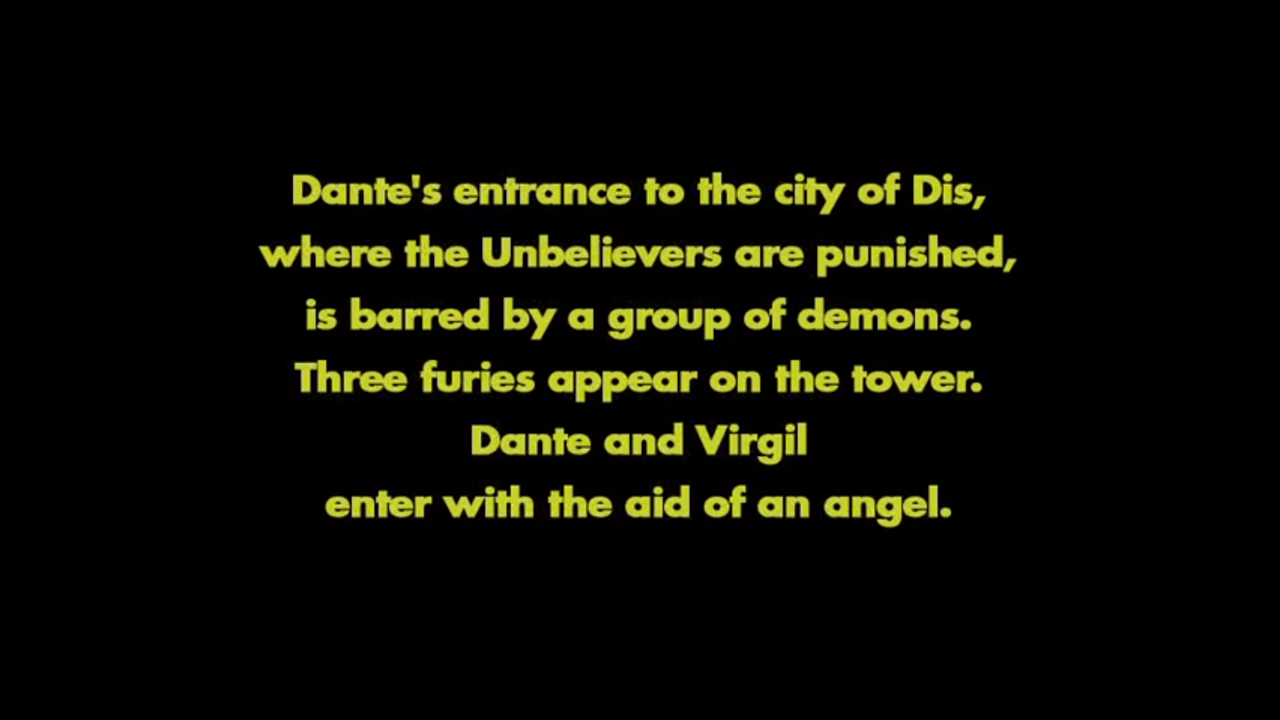 Dante's entrance to the city of Dis,
where the Unbelievers are punished,
is barred by a group of demons.
Three furies appear on the tower.
Dante and Virgil
enter with the aid of an angel.